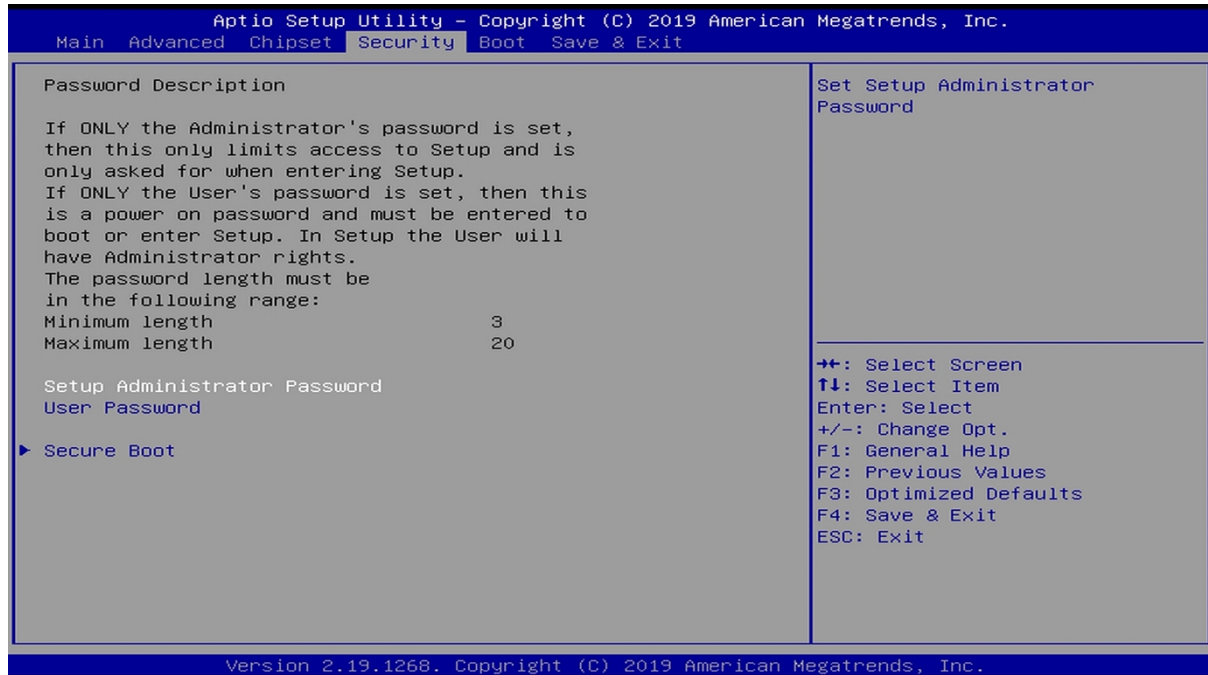 Aptio Setup Utility – Copyright (C) 2019 American Megatrends, Inc.
Main Advanced Chipset Security Boot Save & Exit
Password Description
If ONLY the Administrator's password is set,
then this only limits access to Setup and is
only asked for when entering Setup.
If ONLY the User's password is set, then this
is a power on password and must be entered to
boot or enter Setup. In Setup the User will
have Administrator rights.
The password length must be
in the following range:
Minimum length 3
Maximum length 20
Setup Administrator Password
User Password
► Secure Boot
Set Setup Administrator
Password
→←: Select Screen
↑↓: Select Item
Enter: Select
+/-: Change Opt.
F1: General Help
F2: Previous Values
F3: Optimized Defaults
F4: Save & Exit
ESC: Exit
Version 2.19.1268. Copyright (C) 2019 American Megatrends, Inc.